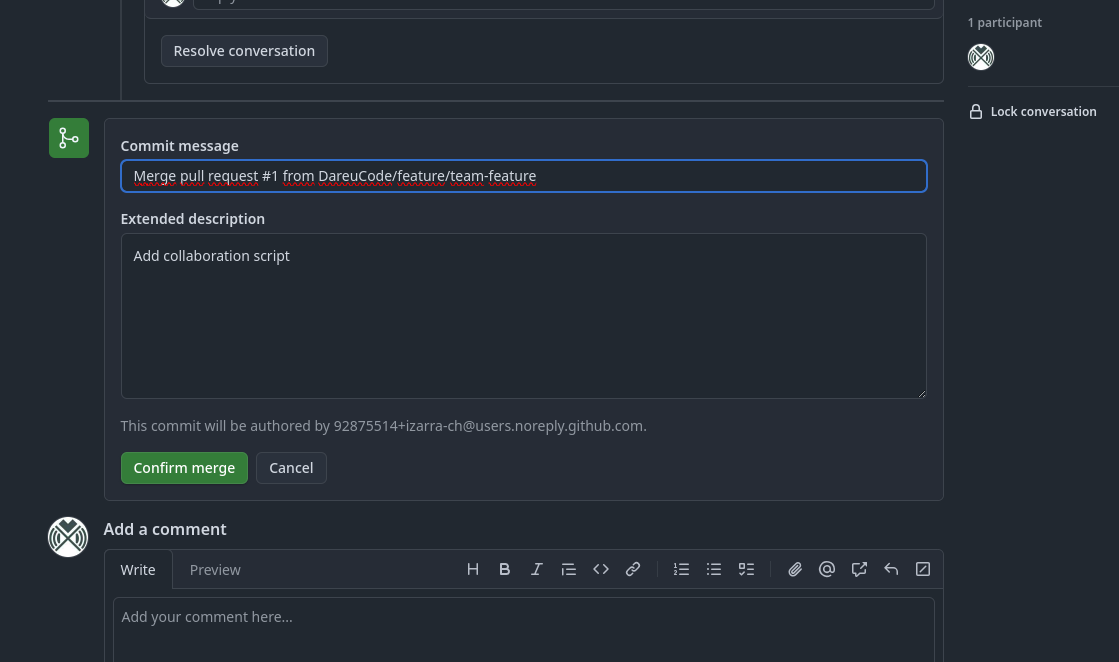 1 participant
Resolve conversation
Lock conversation
Commit message
Merge pull request #1 from DareuCode/feature/team-feature
Extended description
Add collaboration script
This commit will be authored by 92875514+izarra-ch@users.noreply.github.com.
Confirm merge
Cancel
Add a comment
Write
Preview
Add your comment here...